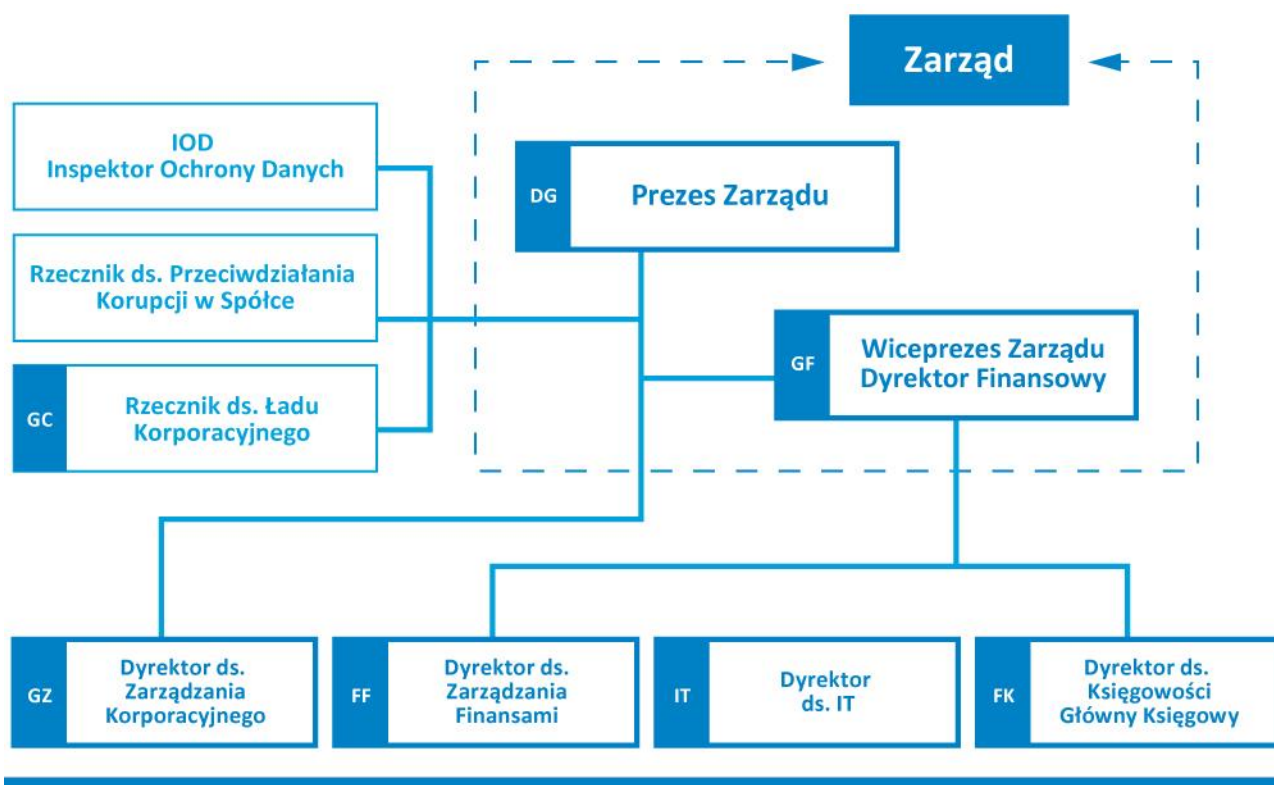 Zarząd
IOD
Inspektor Ochrony Danych
DG
Prezes Zarządu
Rzecznik ds. Przeciwdziałania
Korupcji w Spółce
GF
Wiceprezes Zarządu
Dyrektor Finansowy
GC
Rzecznik ds. Ładu
Korporacyjnego
GZ
Dyrektor ds.
Zarządzania
Korporacyjnego
FF
Dyrektor ds.
Zarządzania
Finansami
IT
Dyrektor
ds. IT
FK
Dyrektor ds.
Księgowości
Główny Księgowy